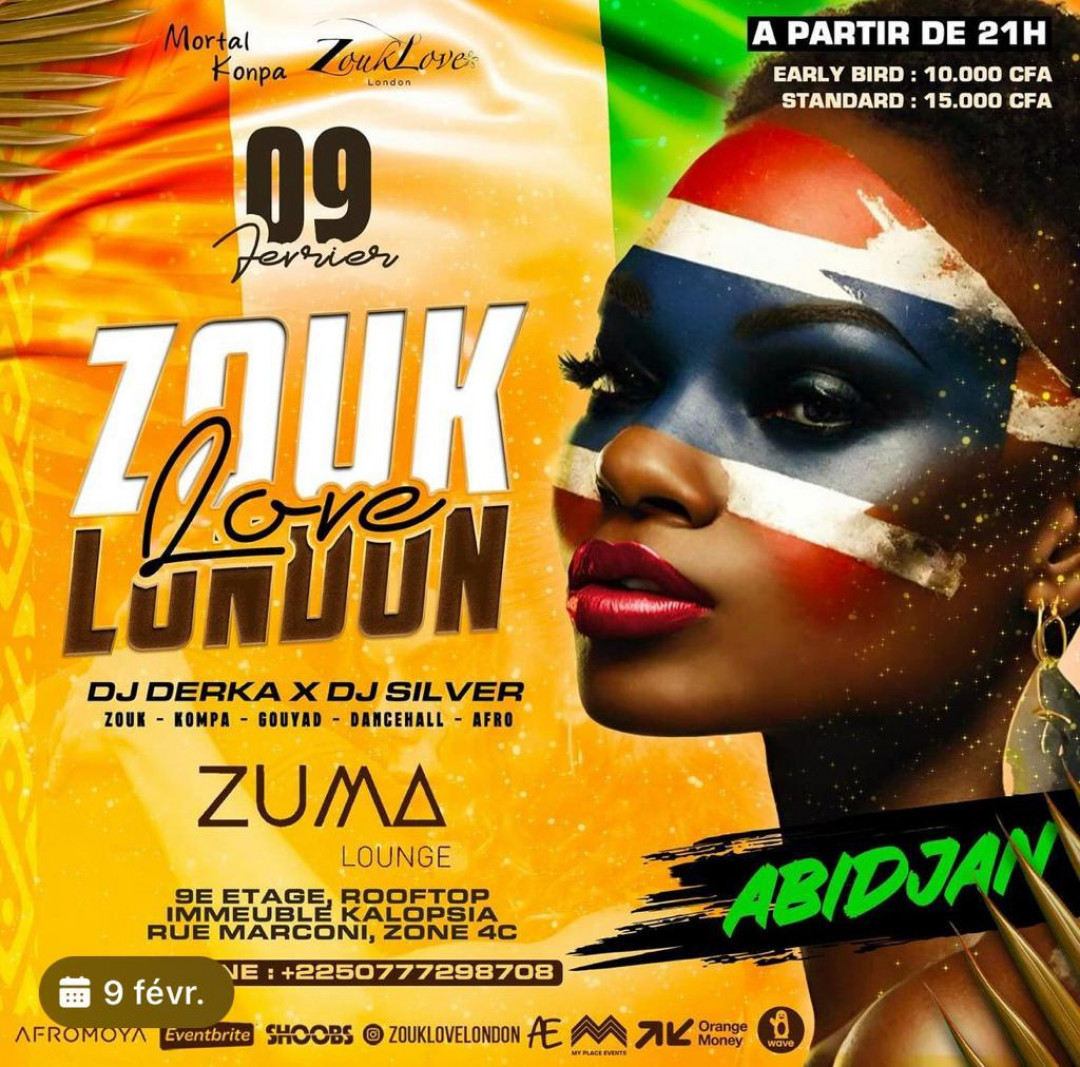 Mortal
Konpa
ZoukLove
London
A PARTIR DE 21H
EARLY BIRD : 10.000 CFA
STANDARD : 15.000 CFA
09
Fevrier
ZOUK
Love
LONDON
DJ DERKA X DJ SILVER
ZOUK - KOMPA - GOUYAD - DANCEHALL - AFRO
ZUMA
LOUNGE
9E ETAGE, ROOFTOP
IMMEUBLE KALOPSIA
RUE MARCONI, ZONE 4C
ABIDJAN
NE : +2250777298708
9 févr.
AFROMOYA Eventbrite SHOOBS ZOUKLOVELONDON Æ MY PLACE EVENTS Orange Money wave